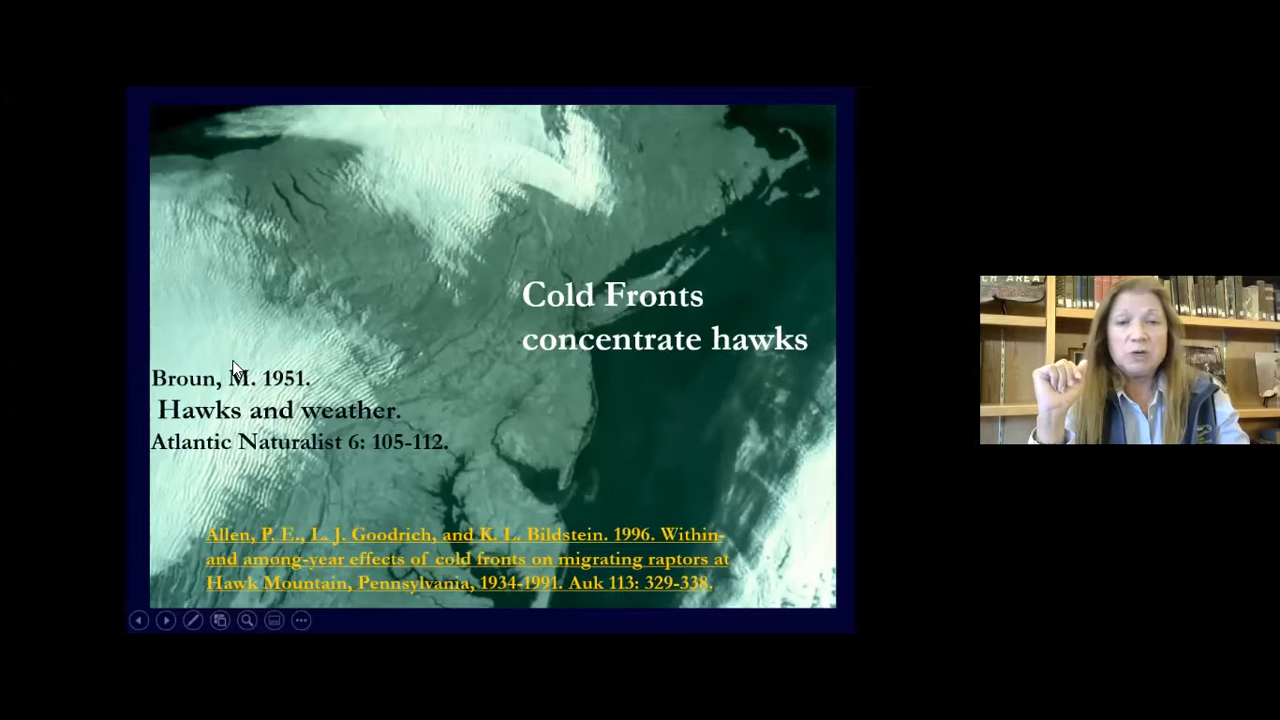 CH AREA
Cold Fronts
concentrate hawks
Broun, M. 1951.
Hawks and weather.
Atlantic Naturalist 6: 105-112.
Allen, P. E., L. J. Goodrich, and K. L. Bildstein. 1996. Within-
and among-year effects of cold fronts on migrating raptors at
Hawk Mountain, Pennsylvania, 1934-1991. Auk 113: 329-338.